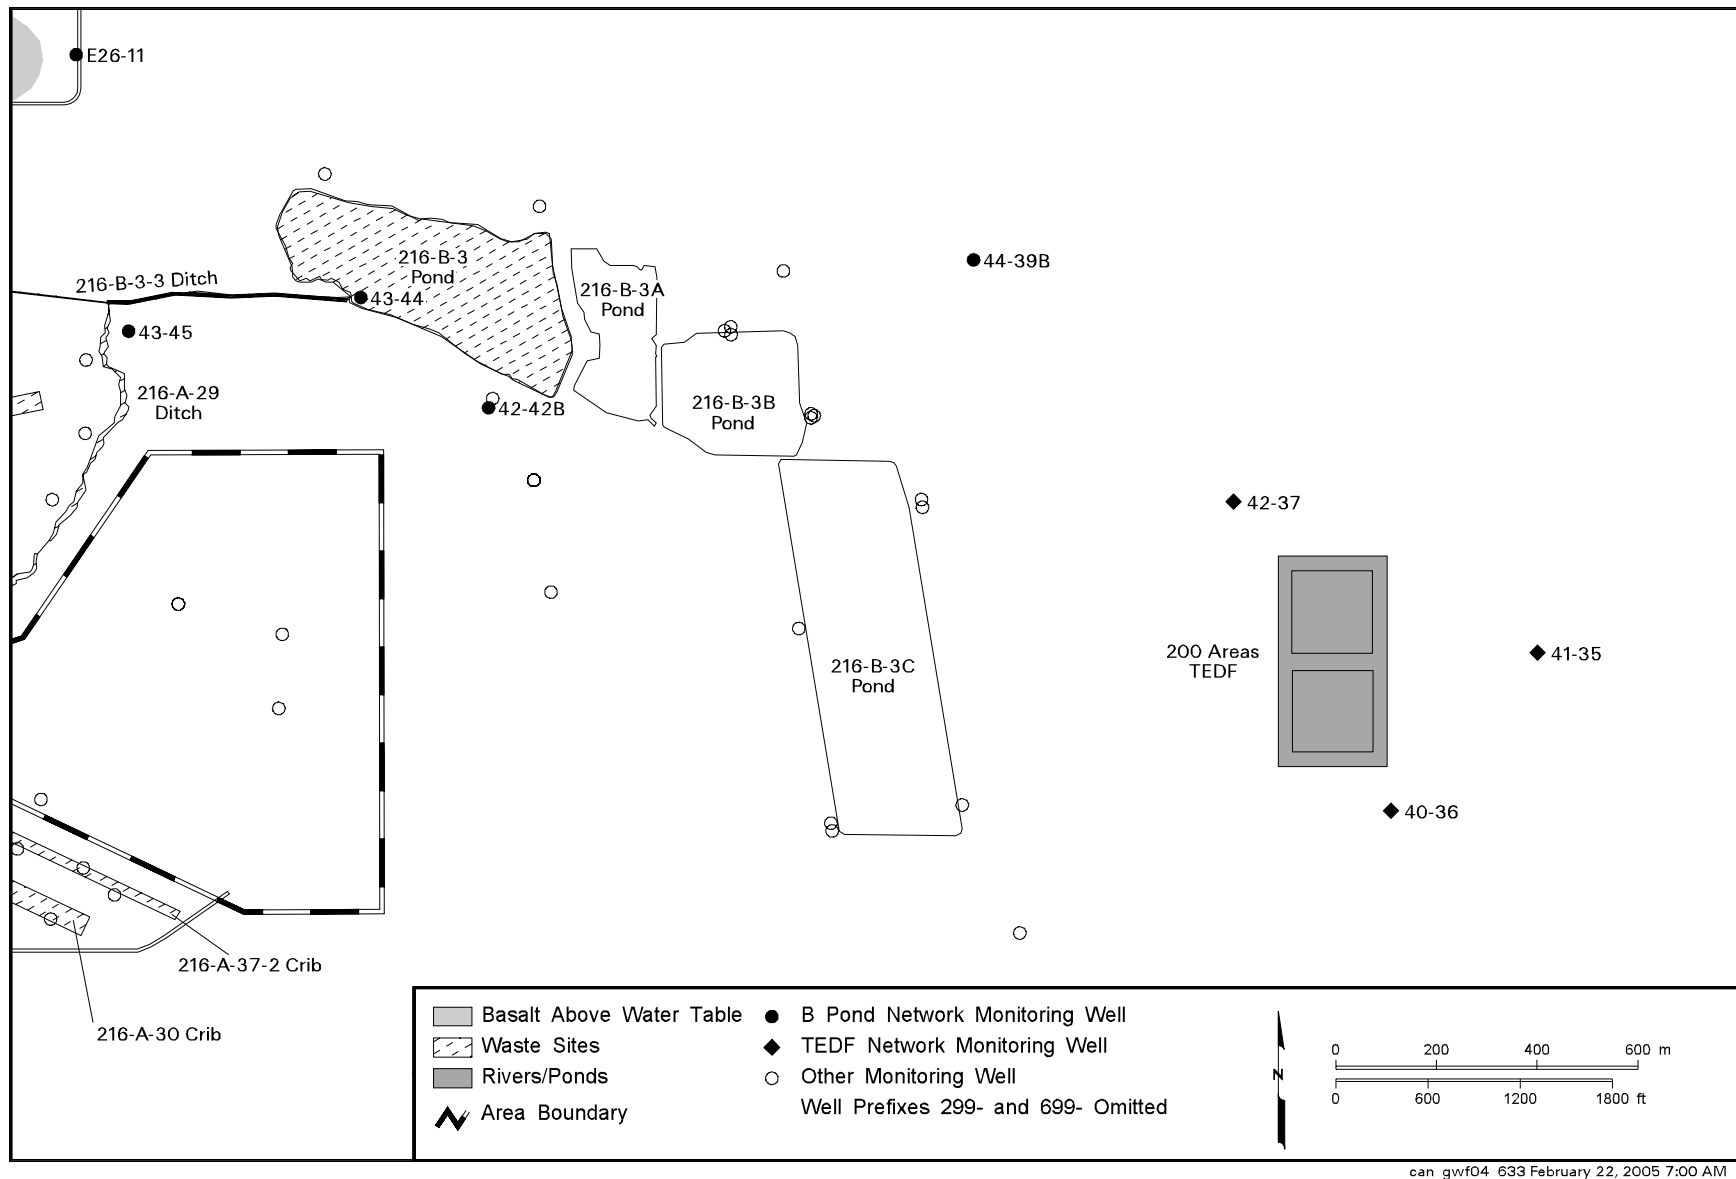 E26-11
216-B-3
Pond
44-39B
216-B-3-3 Ditch
216-B-3A
Pond
43-44
43-45
216-A-29
Ditch
42-42B
216-B-3B
Pond
42-37
200 Areas
TEDF
41-35
216-B-3C
Pond
40-36
216-A-37-2 Crib
216-A-30 Crib
Basalt Above Water Table
Waste Sites
Rivers/Ponds
Area Boundary
B Pond Network Monitoring Well
TEDF Network Monitoring Well
Other Monitoring Well
Well Prefixes 299- and 699- Omitted
N
0 200 400 600 m
0 600 1200 1800 ft
can_gwf04_633 February 22, 2005 7:00 AM